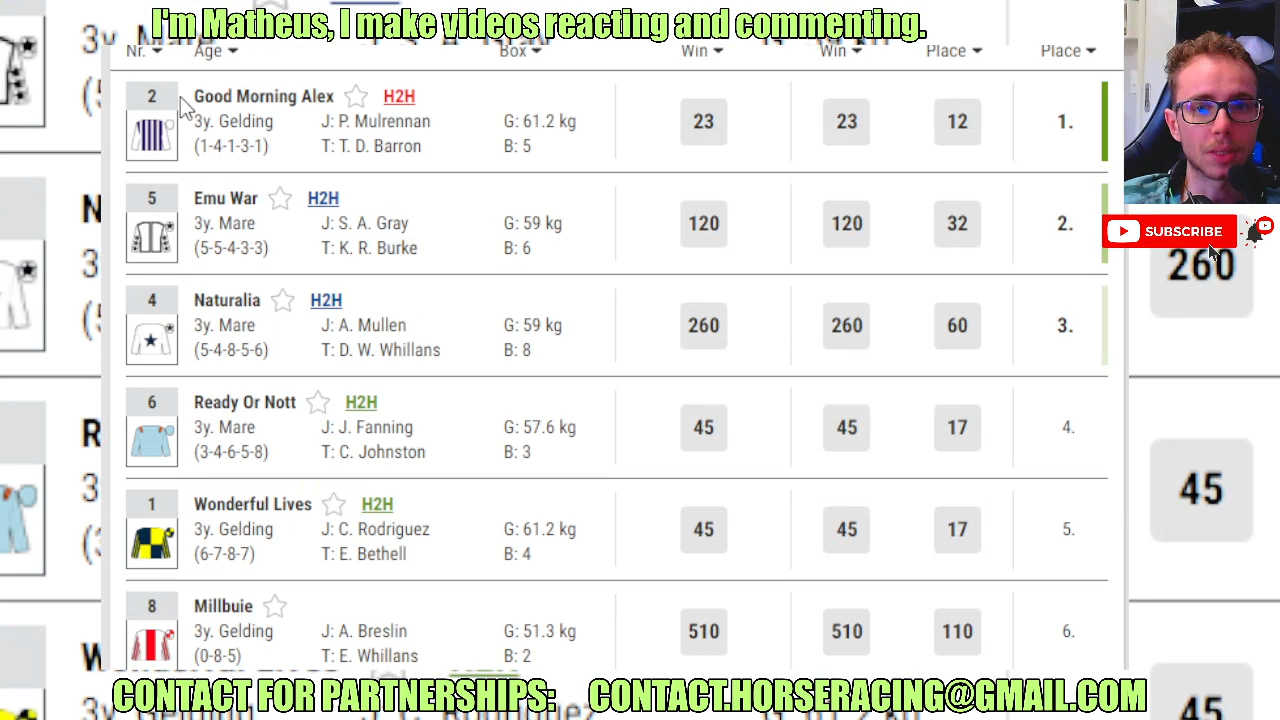 I'm Matheus, I make videos reacting and commenting.
Nr. Age Box Win Win Place Place
2 Good Morning Alex H2H
3y. Gelding J: P. Mulrennan G: 61.2 kg 23 23 12 1.
(1-4-1-3-1) T: T. D. Barron B: 5
SUBSCRIBE
5 Emu War H2H
3y. Mare J: S. A. Gray G: 59 kg 120 120 32 2.
(5-5-4-3-3) T: K. R. Burke B: 6
260
4 Naturalia H2H
3y. Mare J: A. Mullen G: 59 kg 260 260 60 3.
(5-4-8-5-6) T: D. W. Whillans B: 8
6 Ready Or Nott H2H
3y. Mare J: J. Fanning G: 57.6 kg 45 45 17 4.
(3-4-6-5-8) T: C. Johnston B: 3
45
1 Wonderful Lives H2H
3y. Gelding J: C. Rodriguez G: 61.2 kg 45 45 17 5.
(6-7-8-7) T: E. Bethell B: 4
8 Millbuie
3y. Gelding J: A. Breslin G: 51.3 kg 510 510 110 6.
(0-8-5) T: E. Whillans B: 2
CONTACT FOR PARTNERSHIPS: CONTACT.HORSERACING@GMAIL.COM
45